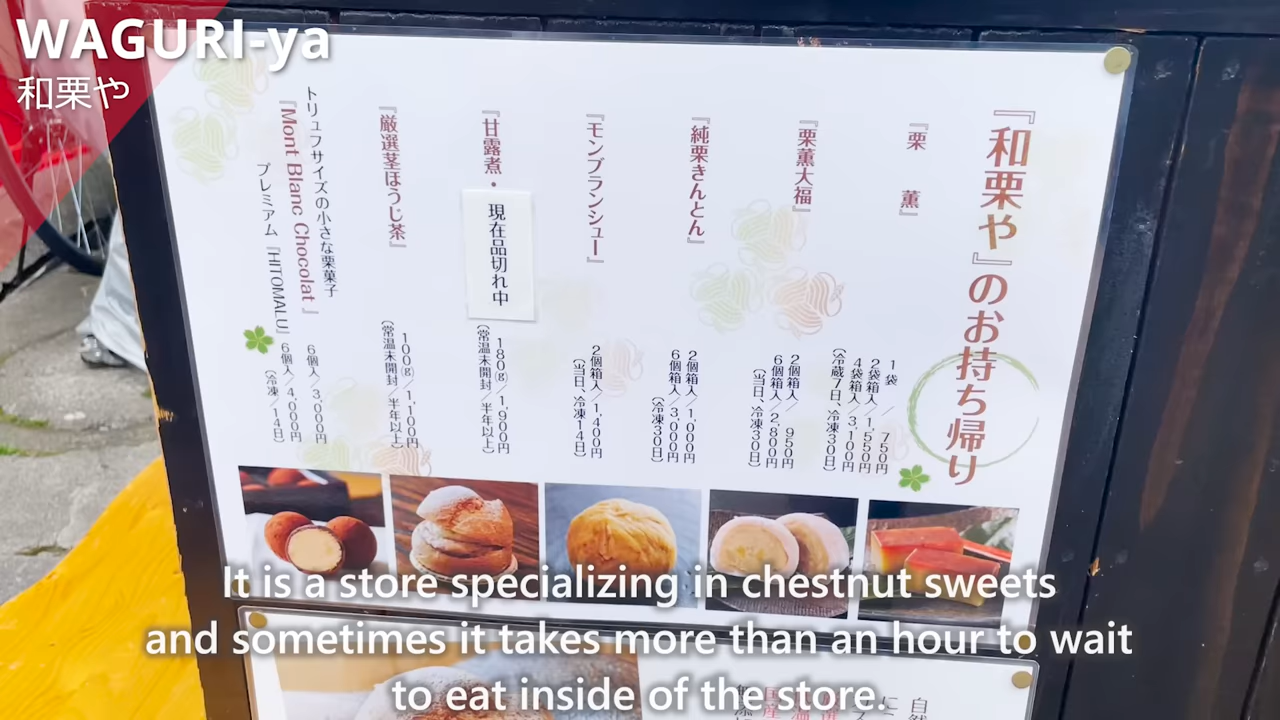 WAGURI-ya
和栗や
『和栗や』のお持ち帰り
『栗薫』
1袋／750円
2袋箱入／1,550円
4袋箱入／3,100円
（冷蔵7日、冷凍30日）
『栗薫大福』
2個箱入／950円
6個箱入／2,800円
（当日、冷凍30日）
『純栗きんとん』
2個箱入／1,000円
6個箱入／3,000円
（冷凍30日）
『モンブランシュー』
2個箱入／1,400円
（当日、冷凍14日）
『甘露煮・
現在品切れ中
180g／1,900円
（常温未開封／半年以上）
『厳選茎ほうじ茶』
100g／1,100円
（常温未開封／半年以上）
トリュフサイズの小さな栗菓子
『Mont Blanc Chocolat』
6個入／3,000円
プレミアム『HITOMALU』
6個入／4,000円
（冷凍／14日）
It is a store specializing in chestnut sweets
and sometimes it takes more than an hour to wait
to eat inside of the store.